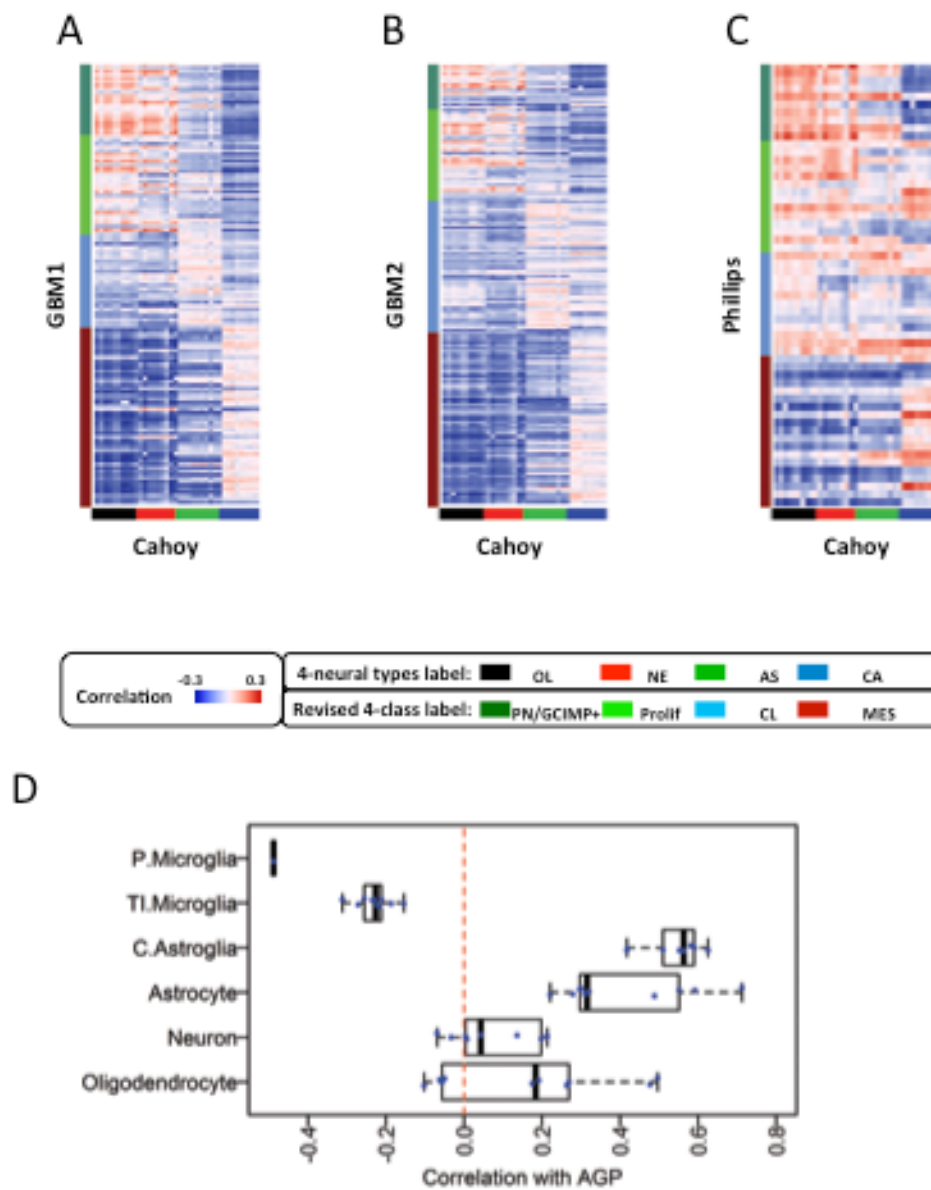 A B C
GBM1
GBM2
Phillips
Cahoy Cahoy Cahoy
Correlation -0.3 0.3
4-neural types label: OL NE AS CA
Revised 4-class label: PN/GCIMP+ Prolif CL MES
D
P.Microglia
TI.Microglia
C.Astroglia
Astrocyte
Neuron
Oligodendrocyte
-0.4 -0.2 0.0 0.2 0.4 0.6 0.8
Correlation with AGP